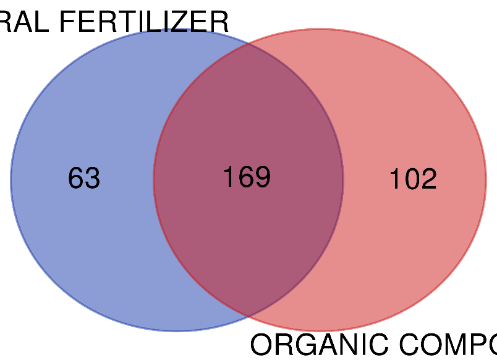 RAL FERTILIZER
63 169 102
ORGANIC COMPO